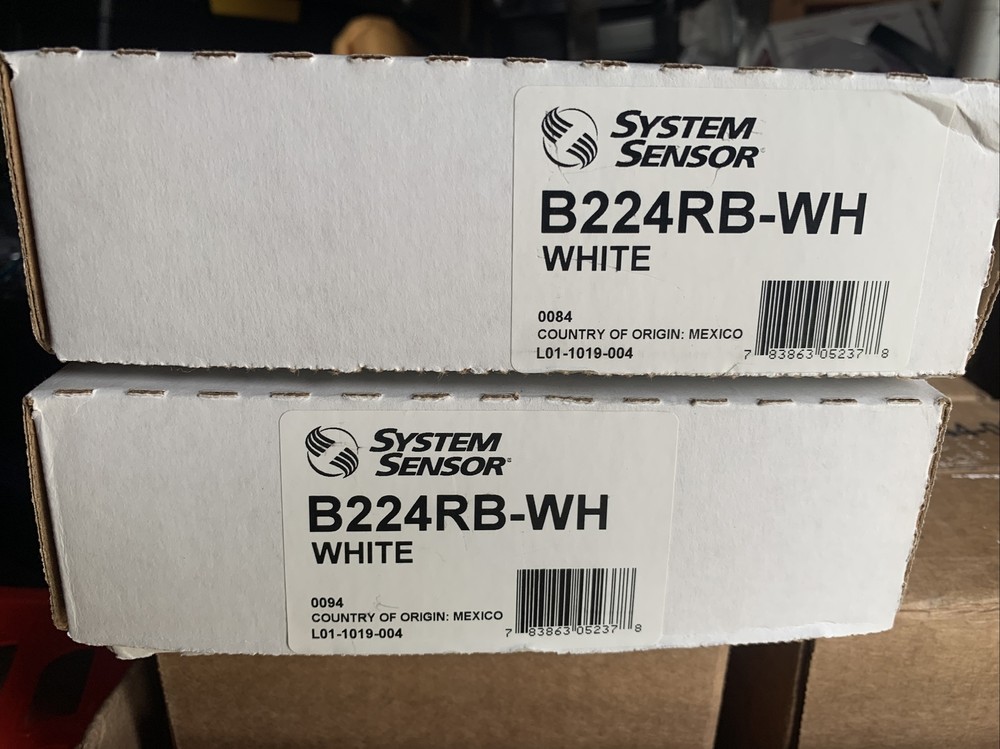 SYSTEM
SENSOR
B224RB-WH
WHITE
0084
COUNTRY OF ORIGIN: MEXICO
L01-1019-004
7 83863 05237 8
SYSTEM
SENSOR
B224RB-WH
WHITE
0094
COUNTRY OF ORIGIN: MEXICO
L01-1019-004
7 83863 05237 8